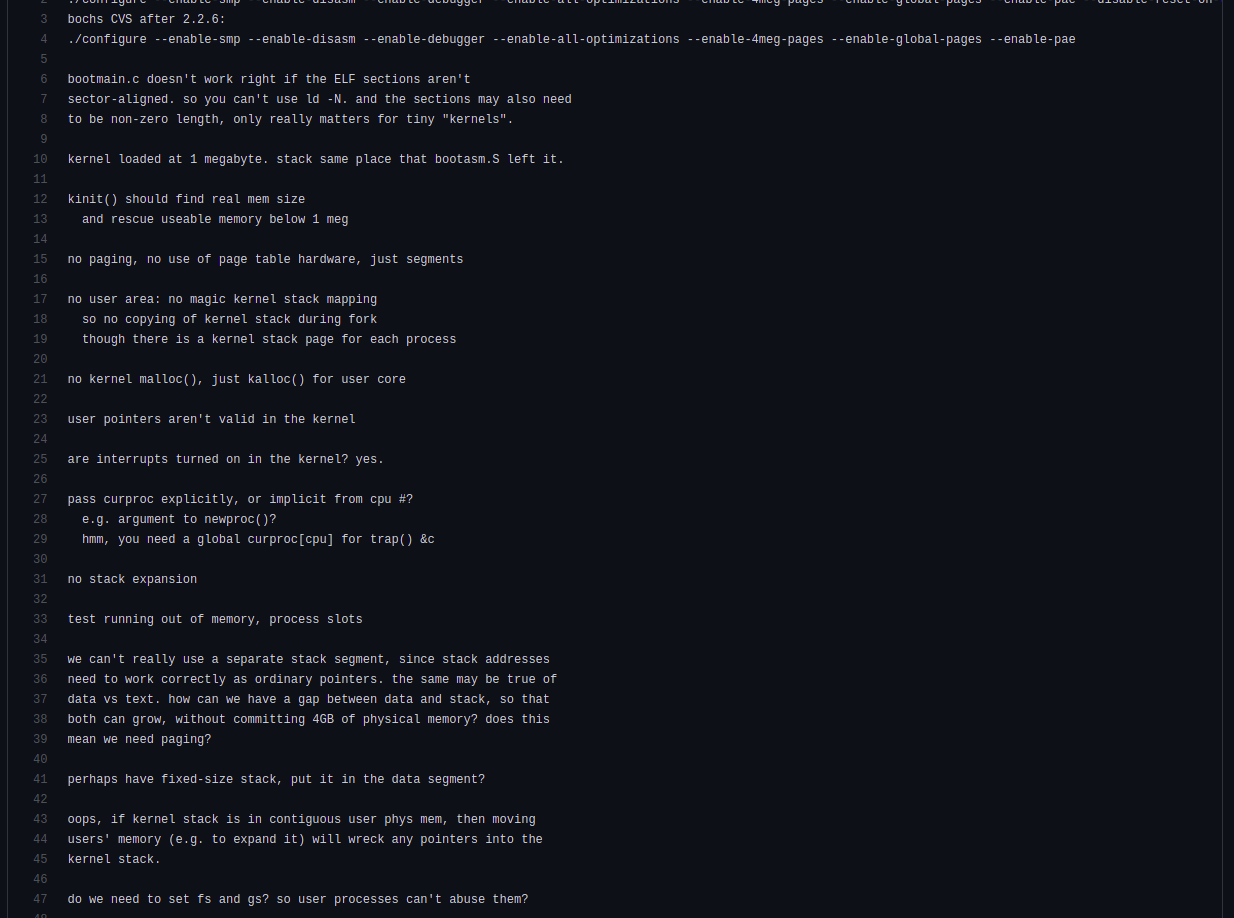 2 ./configure --enable-smp --enable-disasm --enable-debugger --enable-all-optimizations --enable-4meg-pages --enable-global-pages --enable-pae --disable-reset-on-
3 bochs CVS after 2.2.6:
4 ./configure --enable-smp --enable-disasm --enable-debugger --enable-all-optimizations --enable-4meg-pages --enable-global-pages --enable-pae
5
6 bootmain.c doesn't work right if the ELF sections aren't
7 sector-aligned. so you can't use ld -N. and the sections may also need
8 to be non-zero length, only really matters for tiny "kernels".
9
10 kernel loaded at 1 megabyte. stack same place that bootasm.S left it.
11
12 kinit() should find real mem size
13 and rescue useable memory below 1 meg
14
15 no paging, no use of page table hardware, just segments
16
17 no user area: no magic kernel stack mapping
18 so no copying of kernel stack during fork
19 though there is a kernel stack page for each process
20
21 no kernel malloc(), just kalloc() for user core
22
23 user pointers aren't valid in the kernel
24
25 are interrupts turned on in the kernel? yes.
26
27 pass curproc explicitly, or implicit from cpu #?
28 e.g. argument to newproc()?
29 hmm, you need a global curproc[cpu] for trap() &c
30
31 no stack expansion
32
33 test running out of memory, process slots
34
35 we can't really use a separate stack segment, since stack addresses
36 need to work correctly as ordinary pointers. the same may be true of
37 data vs text. how can we have a gap between data and stack, so that
38 both can grow, without committing 4GB of physical memory? does this
39 mean we need paging?
40
41 perhaps have fixed-size stack, put it in the data segment?
42
43 oops, if kernel stack is in contiguous user phys mem, then moving
44 users' memory (e.g. to expand it) will wreck any pointers into the
45 kernel stack.
46
47 do we need to set fs and gs? so user processes can't abuse them?
48